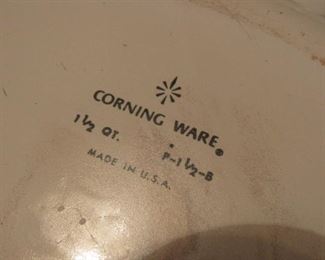 CORNING WARE®
1½ QT. P-1½-B
MADE IN U.S.A.